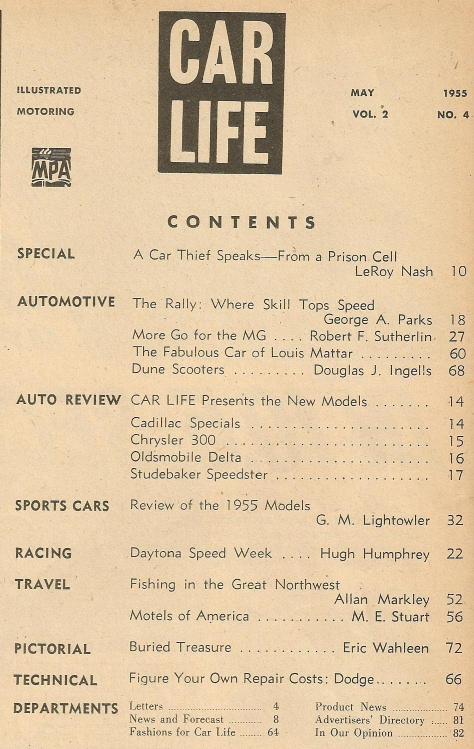 CAR
LIFE
ILLUSTRATED
MOTORING
MPA
MAY 1955
VOL. 2 NO. 4
CONTENTS
SPECIAL A Car Thief Speaks—From a Prison Cell
LeRoy Nash 10
AUTOMOTIVE The Rally: Where Skill Tops Speed
George A. Parks 18
More Go for the MG .... Robert F. Sutherlin 27
The Fabulous Car of Louis Mattar ......... 60
Dune Scooters ......... Douglas J. Ingells 68
AUTO REVIEW CAR LIFE Presents the New Models ....... 14
Cadillac Specials ..................... 14
Chrysler 300 ........................ 15
Oldsmobile Delta ..................... 16
Studebaker Speedster .................. 17
SPORTS CARS Review of the 1955 Models
G. M. Lightowler 32
RACING Daytona Speed Week .... Hugh Humphrey 22
TRAVEL Fishing in the Great Northwest
Allan Markley 52
Motels of America ........... M. E. Stuart 56
PICTORIAL Buried Treasure ............ Eric Wahleen 72
TECHNICAL Figure Your Own Repair Costs: Dodge....... 66
DEPARTMENTS Letters .......... 4 Product News .......... 74
News and Forecast .......... 8 Advertisers' Directory ..... 81
Fashions for Car Life ....... 64 In Our Opinion .......... 82